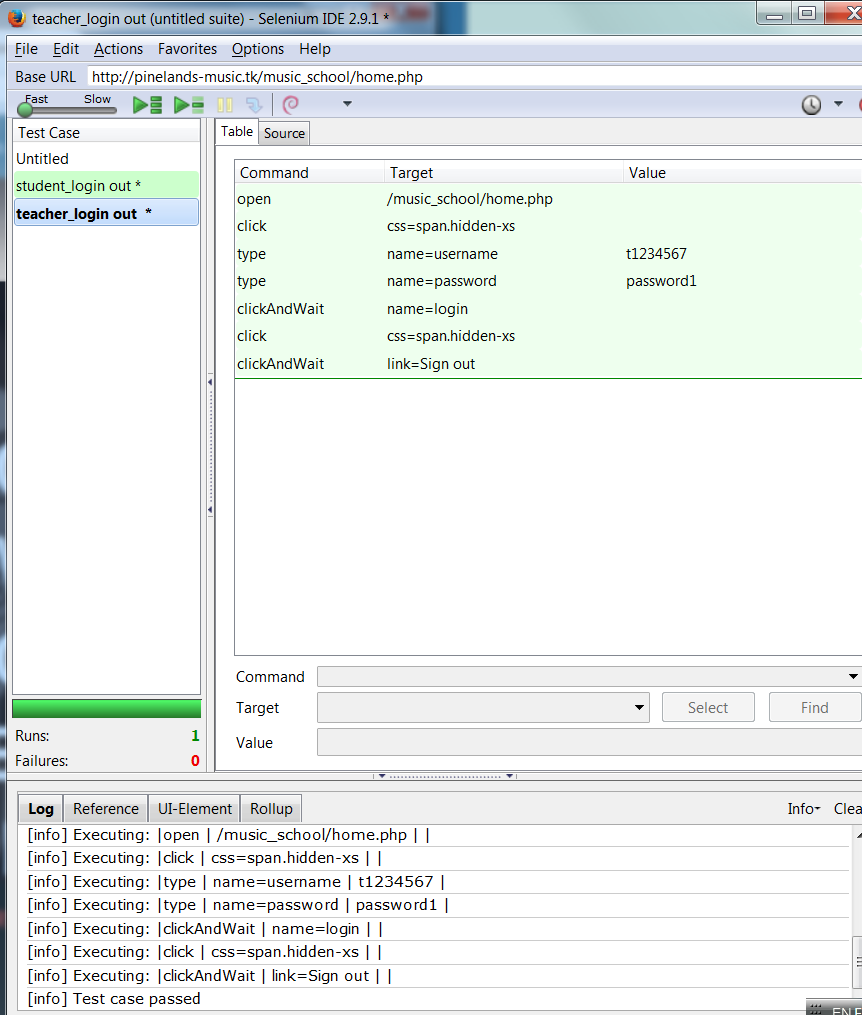 teacher_login out (untitled suite) - Selenium IDE 2.9.1 *
File Edit Actions Favorites Options Help
Base URL http://pinelands-music.tk/music_school/home.php
Fast Slow
Test Case
Untitled
student_login out *
teacher_login out *
Runs: 1
Failures: 0
Table Source
Command Target Value
open /music_school/home.php
click css=span.hidden-xs
type name=username t1234567
type name=password password1
clickAndWait name=login
click css=span.hidden-xs
clickAndWait link=Sign out
Command
Target Select Find
Value
Log Reference UI-Element Rollup Info- Clea
[info] Executing: |open | /music_school/home.php | |
[info] Executing: |click | css=span.hidden-xs | |
[info] Executing: |type | name=username | t1234567 |
[info] Executing: |type | name=password | password1 |
[info] Executing: |clickAndWait | name=login | |
[info] Executing: |click | css=span.hidden-xs | |
[info] Executing: |clickAndWait | link=Sign out | |
[info] Test case passed
EN